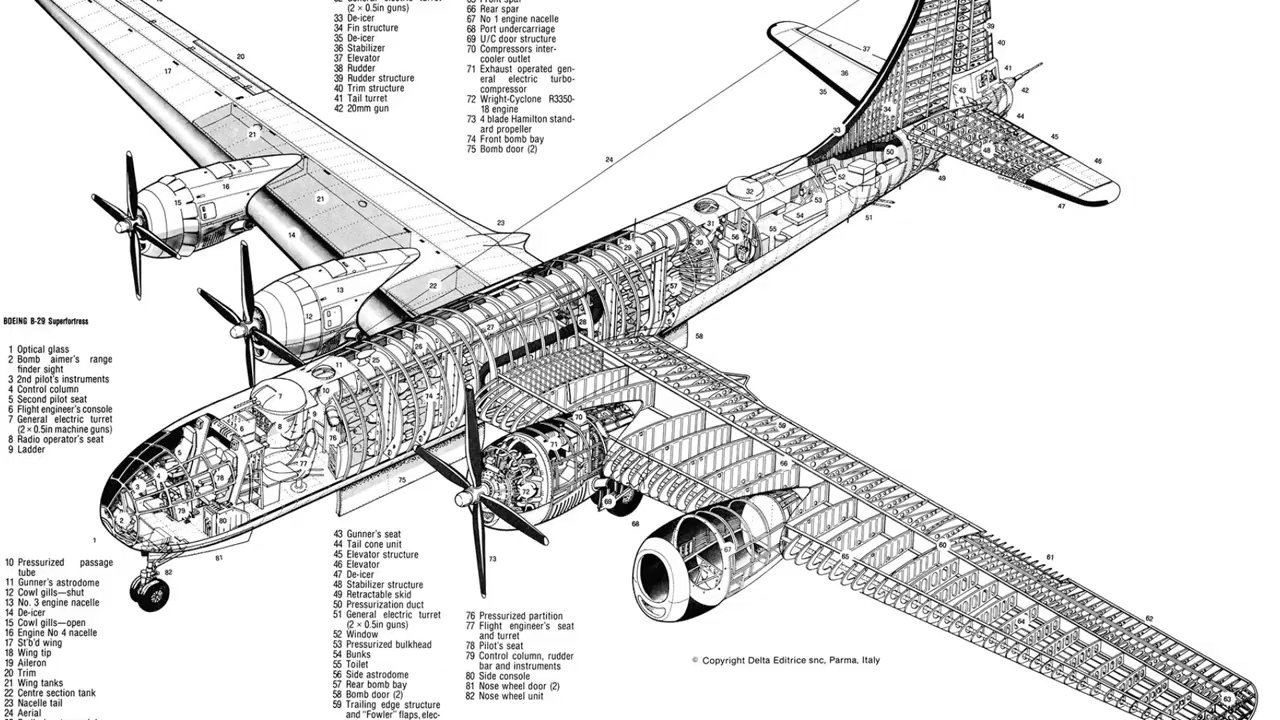 (2 × 0.5in guns)
33 De-icer
34 Fin structure
35 De-icer
36 Stabilizer
37 Elevator
38 Rudder
39 Rudder structure
40 Trim structure
41 Tail turret
42 20mm gun
66 Rear spar
67 No 1 engine nacelle
68 Port undercarriage
69 U/C door structure
70 Compressors inter-
cooler outlet
71 Exhaust operated gen-
eral electric turbo-
compressor
72 Wright-Cyclone R3350-
18 engine
73 4 blade Hamilton stand-
ard propeller
74 Front bomb bay
75 Bomb door (2)
BOEING B-29 Superfortress
1 Optical glass
2 Bomb aimer's range
finder sight
3 2nd pilot's instruments
4 Control column
5 Second pilot seat
6 Flight engineer's console
7 General electric turret
(2 × 0.5in machine guns)
8 Radio operator's seat
9 Ladder
10 Pressurized passage
tube
11 Gunner's astrodome
12 Cowl gills—shut
13 No. 3 engine nacelle
14 De-icer
15 Cowl gills—open
16 Engine No 4 nacelle
17 St'b'd wing
18 Wing tip
19 Aileron
20 Trim
21 Wing tanks
22 Centre section tank
23 Nacelle tail
24 Aerial
43 Gunner's seat
44 Tail cone unit
45 Elevator structure
46 Elevator
47 De-icer
48 Stabilizer structure
49 Retractable skid
50 Pressurization duct
51 General electric turret
(2 × 0.5in guns)
52 Window
53 Pressurized bulkhead
54 Bunks
55 Toilet
56 Side astrodome
57 Rear bomb bay
58 Bomb door (2)
59 Trailing edge structure
and "Fowler" flaps, elec-
76 Pressurized partition
77 Flight engineer's seat
and turret
78 Pilot's seat
79 Control column, rudder
bar and instruments
80 Side console
81 Nose wheel door (2)
82 Nose wheel unit
© Copyright Delta Editrice snc, Parma, Italy